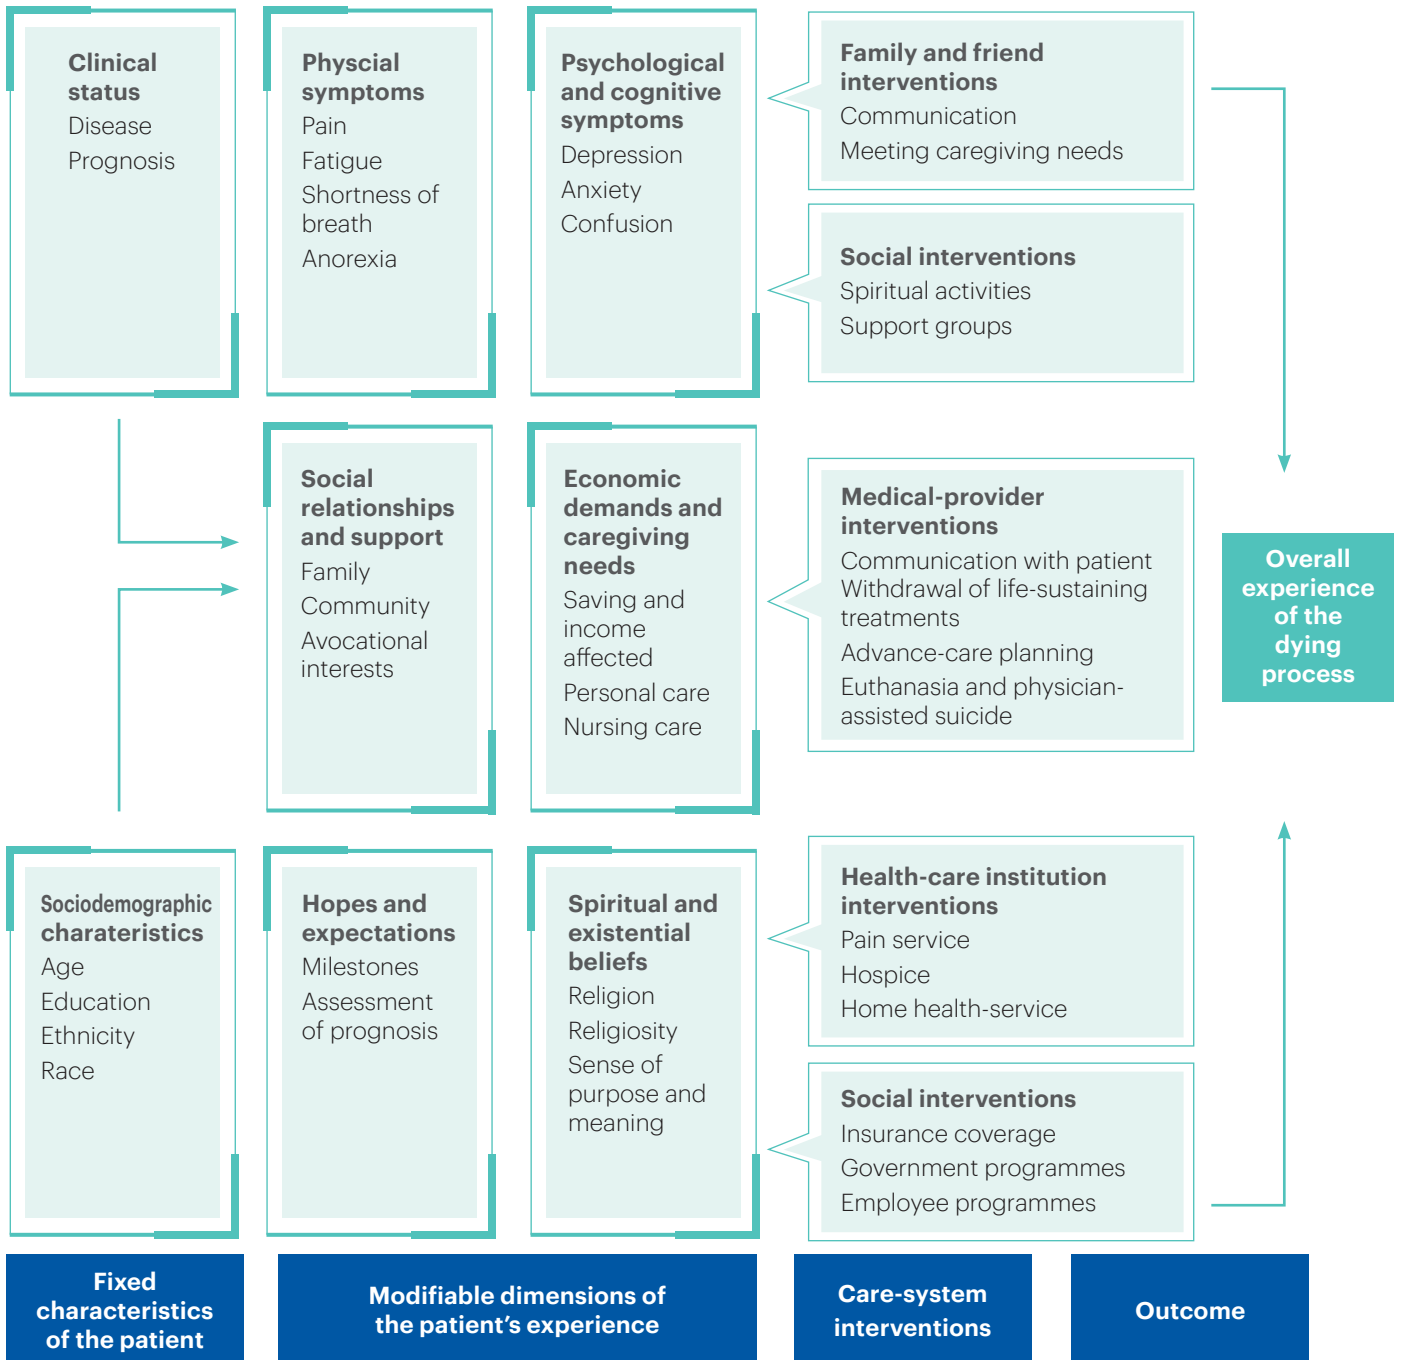 Clinical
status
Disease
Prognosis
Physcial
symptoms
Pain
Fatigue
Shortness of
breath
Anorexia
Psychological
and cognitive
symptoms
Depression
Anxiety
Confusion
Family and friend
interventions
Communication
Meeting caregiving needs
Social interventions
Spiritual activities
Support groups
Social
relationships
and support
Family
Community
Avocational
interests
Economic
demands and
caregiving
needs
Saving and
income
affected
Personal care
Nursing care
Medical-provider
interventions
Communication with patient
Withdrawal of life-sustaining
treatments
Advance-care planning
Euthanasia and physician-
assisted suicide
Overall
experience
of the
dying
process
Sociodemographic
charateristics
Age
Education
Ethnicity
Race
Hopes and
expectations
Milestones
Assessment
of prognosis
Spiritual and
existential
beliefs
Religion
Religiosity
Sense of
purpose and
meaning
Health-care institution
interventions
Pain service
Hospice
Home health-service
Social interventions
Insurance coverage
Government programmes
Employee programmes
Fixed
characteristics
of the patient
Modifiable dimensions of
the patient's experience
Care-system
interventions
Outcome